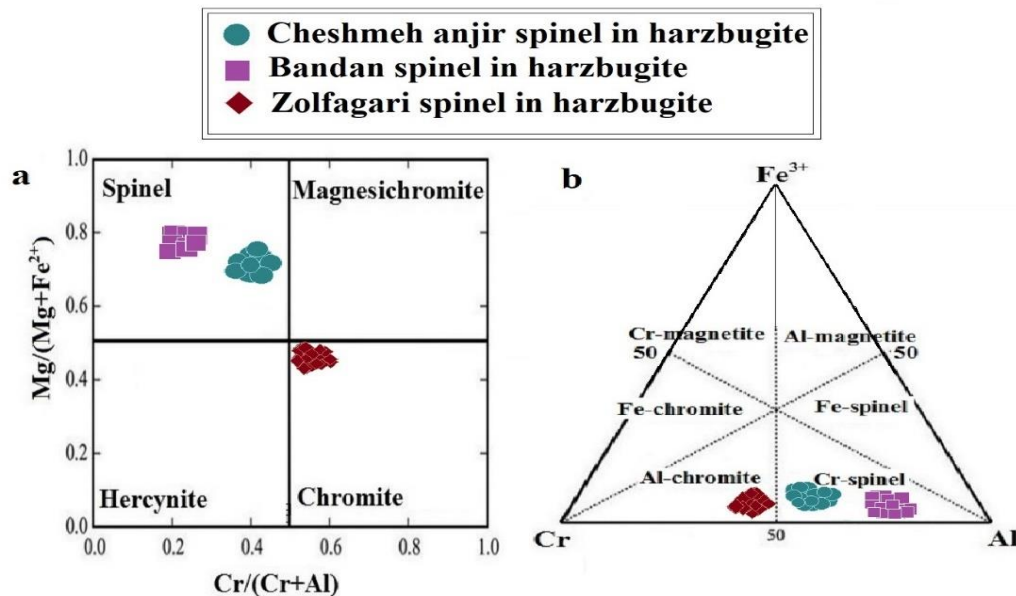 Cheshmeh anjir spinel in harzbugite
Bandan spinel in harzbugite
Zolfagari spinel in harzbugite
a
1.0
0.8
0.6
0.4
0.2
0.0
Mg/(Mg+Fe²⁺)
Spinel
Magnesichromite
Hercynite
Chromite
0.0 0.2 0.4 0.6 0.8 1.0
Cr/(Cr+Al)
b
Fe³⁺
Cr-magnetite
Al-magnetite
50
50
Fe-chromite
Fe-spinel
Al-chromite
Cr-spinel
Cr
50
Al